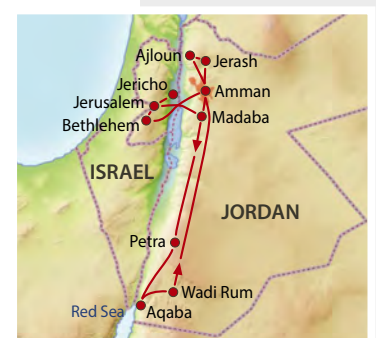 Ajloun
Jerash
Jericho
Amman
Jerusalem
Madaba
Bethlehem
ISRAEL
JORDAN
Petra
Wadi Rum
Red Sea
Aqaba